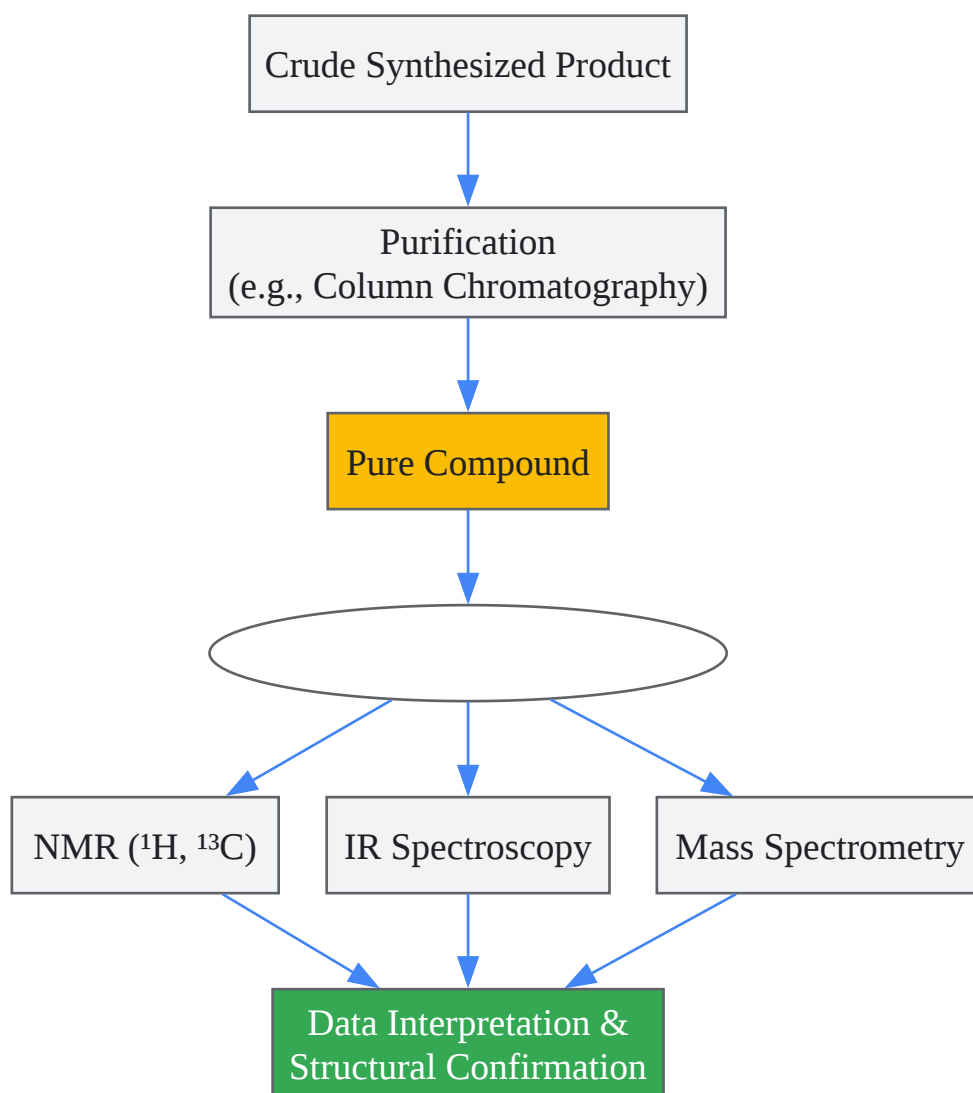 Crude Synthesized Product
Purification
(e.g., Column Chromatography)
Pure Compound
NMR (¹H, ¹³C)
IR Spectroscopy
Mass Spectrometry
Data Interpretation &
Structural Confirmation